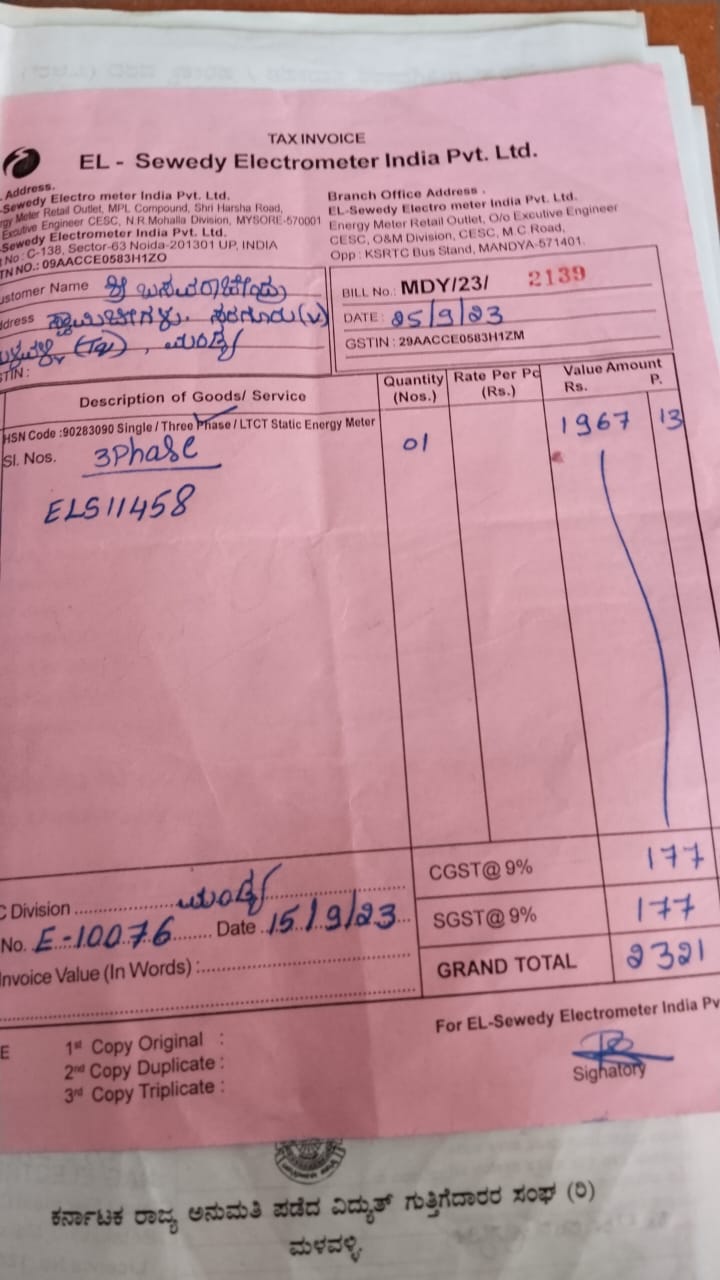 TAX INVOICE
EL - Sewedy Electrometer India Pvt. Ltd.
Address.
Sewedy Electro meter India Pvt. Ltd.
Meter Retail Outlet, MPL Compound, Shri Harsha Road,
Engineer CESC, N.R.Mohalla Division, MYSORE-570001
Sewedy Electrometer India Pvt. Ltd.
No : C-138, Sector-63 Noida-201301 UP, INDIA
TN NO.: 09AACCE0583H1ZO
Branch Office Address .
EL-Sewedy Electro meter India Pvt. Ltd.
Energy Meter Retail Outlet, O/o Excutive Engineer
CESC, O&M Division, CESC, M.C.Road,
Opp : KSRTC Bus Stand, MANDYA-571401.
ustomer Name ಶ್ರೀ
dress
(Tq), ಮಂಡ್ಯ
STIN :
BILL No.: MDY/23/ 2139
DATE : 25/9/23
GSTIN : 29AACCE0583H1ZM
Description of Goods/ Service
Quantity (Nos.)
Rate Per Pc (Rs.)
Value Amount
Rs. P.
HSN Code :90283090 Single / Three Phase / LTCT Static Energy Meter
Sl. Nos. 3Phase 01 1967 13
ELS11458
C Division ಮಂಡ್ಯ
No. E-10076 Date 15/9/23
Invoice Value (In Words) :
CGST@ 9% 177
SGST@ 9% 177
GRAND TOTAL 2321
For EL-Sewedy Electrometer India Pv
Signatory
E
1st Copy Original :
2nd Copy Duplicate :
3rd Copy Triplicate :
ಕರ್ನಾಟಕ ರಾಜ್ಯ ಅನುಮತಿ ಪಡೆದ ವಿದ್ಯುತ್ ಗುತ್ತಿಗೆದಾರರ ಸಂಘ (ರಿ)
ಮಳವಳ್ಳಿ.